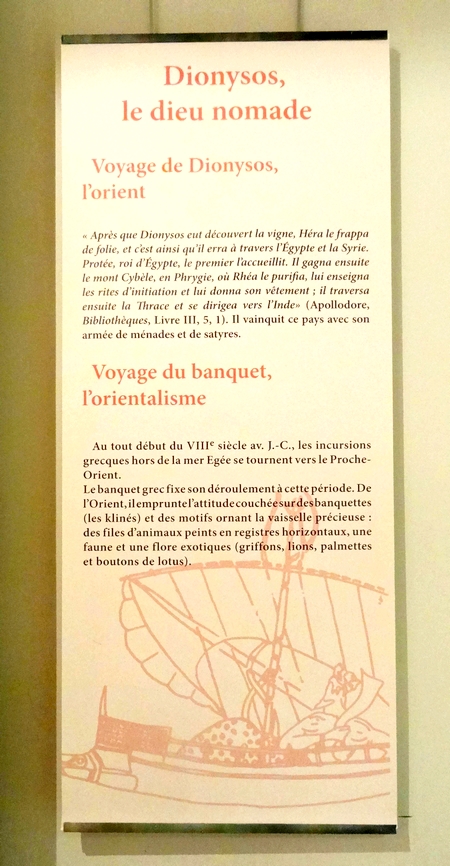 Dionysos,
le dieu nomade
Voyage de Dionysos,
l'orient
« Après que Dionysos eut découvert la vigne, Héra le frappa
de folie, et c'est ainsi qu'il erra à travers l'Égypte et la Syrie.
Protée, roi d'Égypte, le premier l'accueillit. Il gagna ensuite
le mont Cybèle, en Phrygie, où Rhéa le purifia, lui enseigna
les rites d'initiation et lui donna son vêtement ; il traversa
ensuite la Thrace et se dirigea vers l'Inde» (Apollodore,
Bibliothèques, Livre III, 5, 1). Il vainquit ce pays avec son
armée de ménades et de satyres.
Voyage du banquet,
l'orientalisme
Au tout début du VIIIe siècle av. J.-C., les incursions
grecques hors de la mer Egée se tournent vers le Proche-
Orient.
Le banquet grec fixe son déroulement à cette période. De
l'Orient, il emprunte l'attitude couchée sur des banquettes
(les klinés) et des motifs ornant la vaisselle précieuse :
des files d'animaux peints en registres horizontaux, une
faune et une flore exotiques (griffons, lions, palmettes
et boutons de lotus).